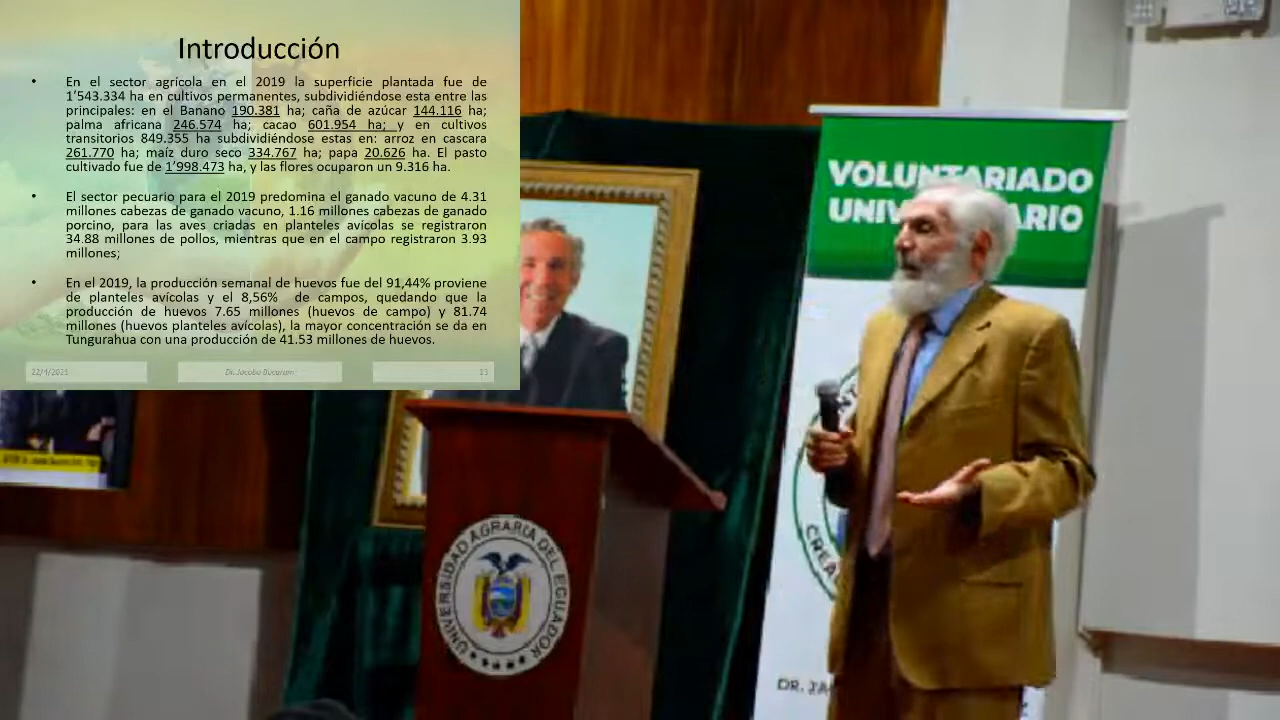 Introducción
• En el sector agrícola en el 2019 la superficie plantada fue de
1'543.334 ha en cultivos permanentes, subdividiéndose esta entre las
principales: en el Banano 190.381 ha; caña de azúcar 144.116 ha;
palma africana 246.574 ha; cacao 601.954 ha; y en cultivos
transitorios 849.355 ha subdividiéndose estas en: arroz en cascara
261.770 ha; maíz duro seco 334.767 ha; papa 20.626 ha. El pasto
cultivado fue de 1'998.473 ha, y las flores ocuparon un 9.316 ha.
• El sector pecuario para el 2019 predomina el ganado vacuno de 4.31
millones cabezas de ganado vacuno, 1.16 millones cabezas de ganado
porcino, para las aves criadas en planteles avícolas se registraron
34.88 millones de pollos, mientras que en el campo registraron 3.93
millones;
• En el 2019, la producción semanal de huevos fue del 91,44% proviene
de planteles avícolas y el 8,56% de campos, quedando que la
producción de huevos 7.65 millones (huevos de campo) y 81.74
millones (huevos planteles avícolas), la mayor concentración se da en
Tungurahua con una producción de 41.53 millones de huevos.
22/4/2021
Dr. Jacobo Bucaram
13
VOLUNTARIADO
UNIV ARIO
UNIVERSIDAD AGRARIA DEL ECUADOR
CREA
DR. JA